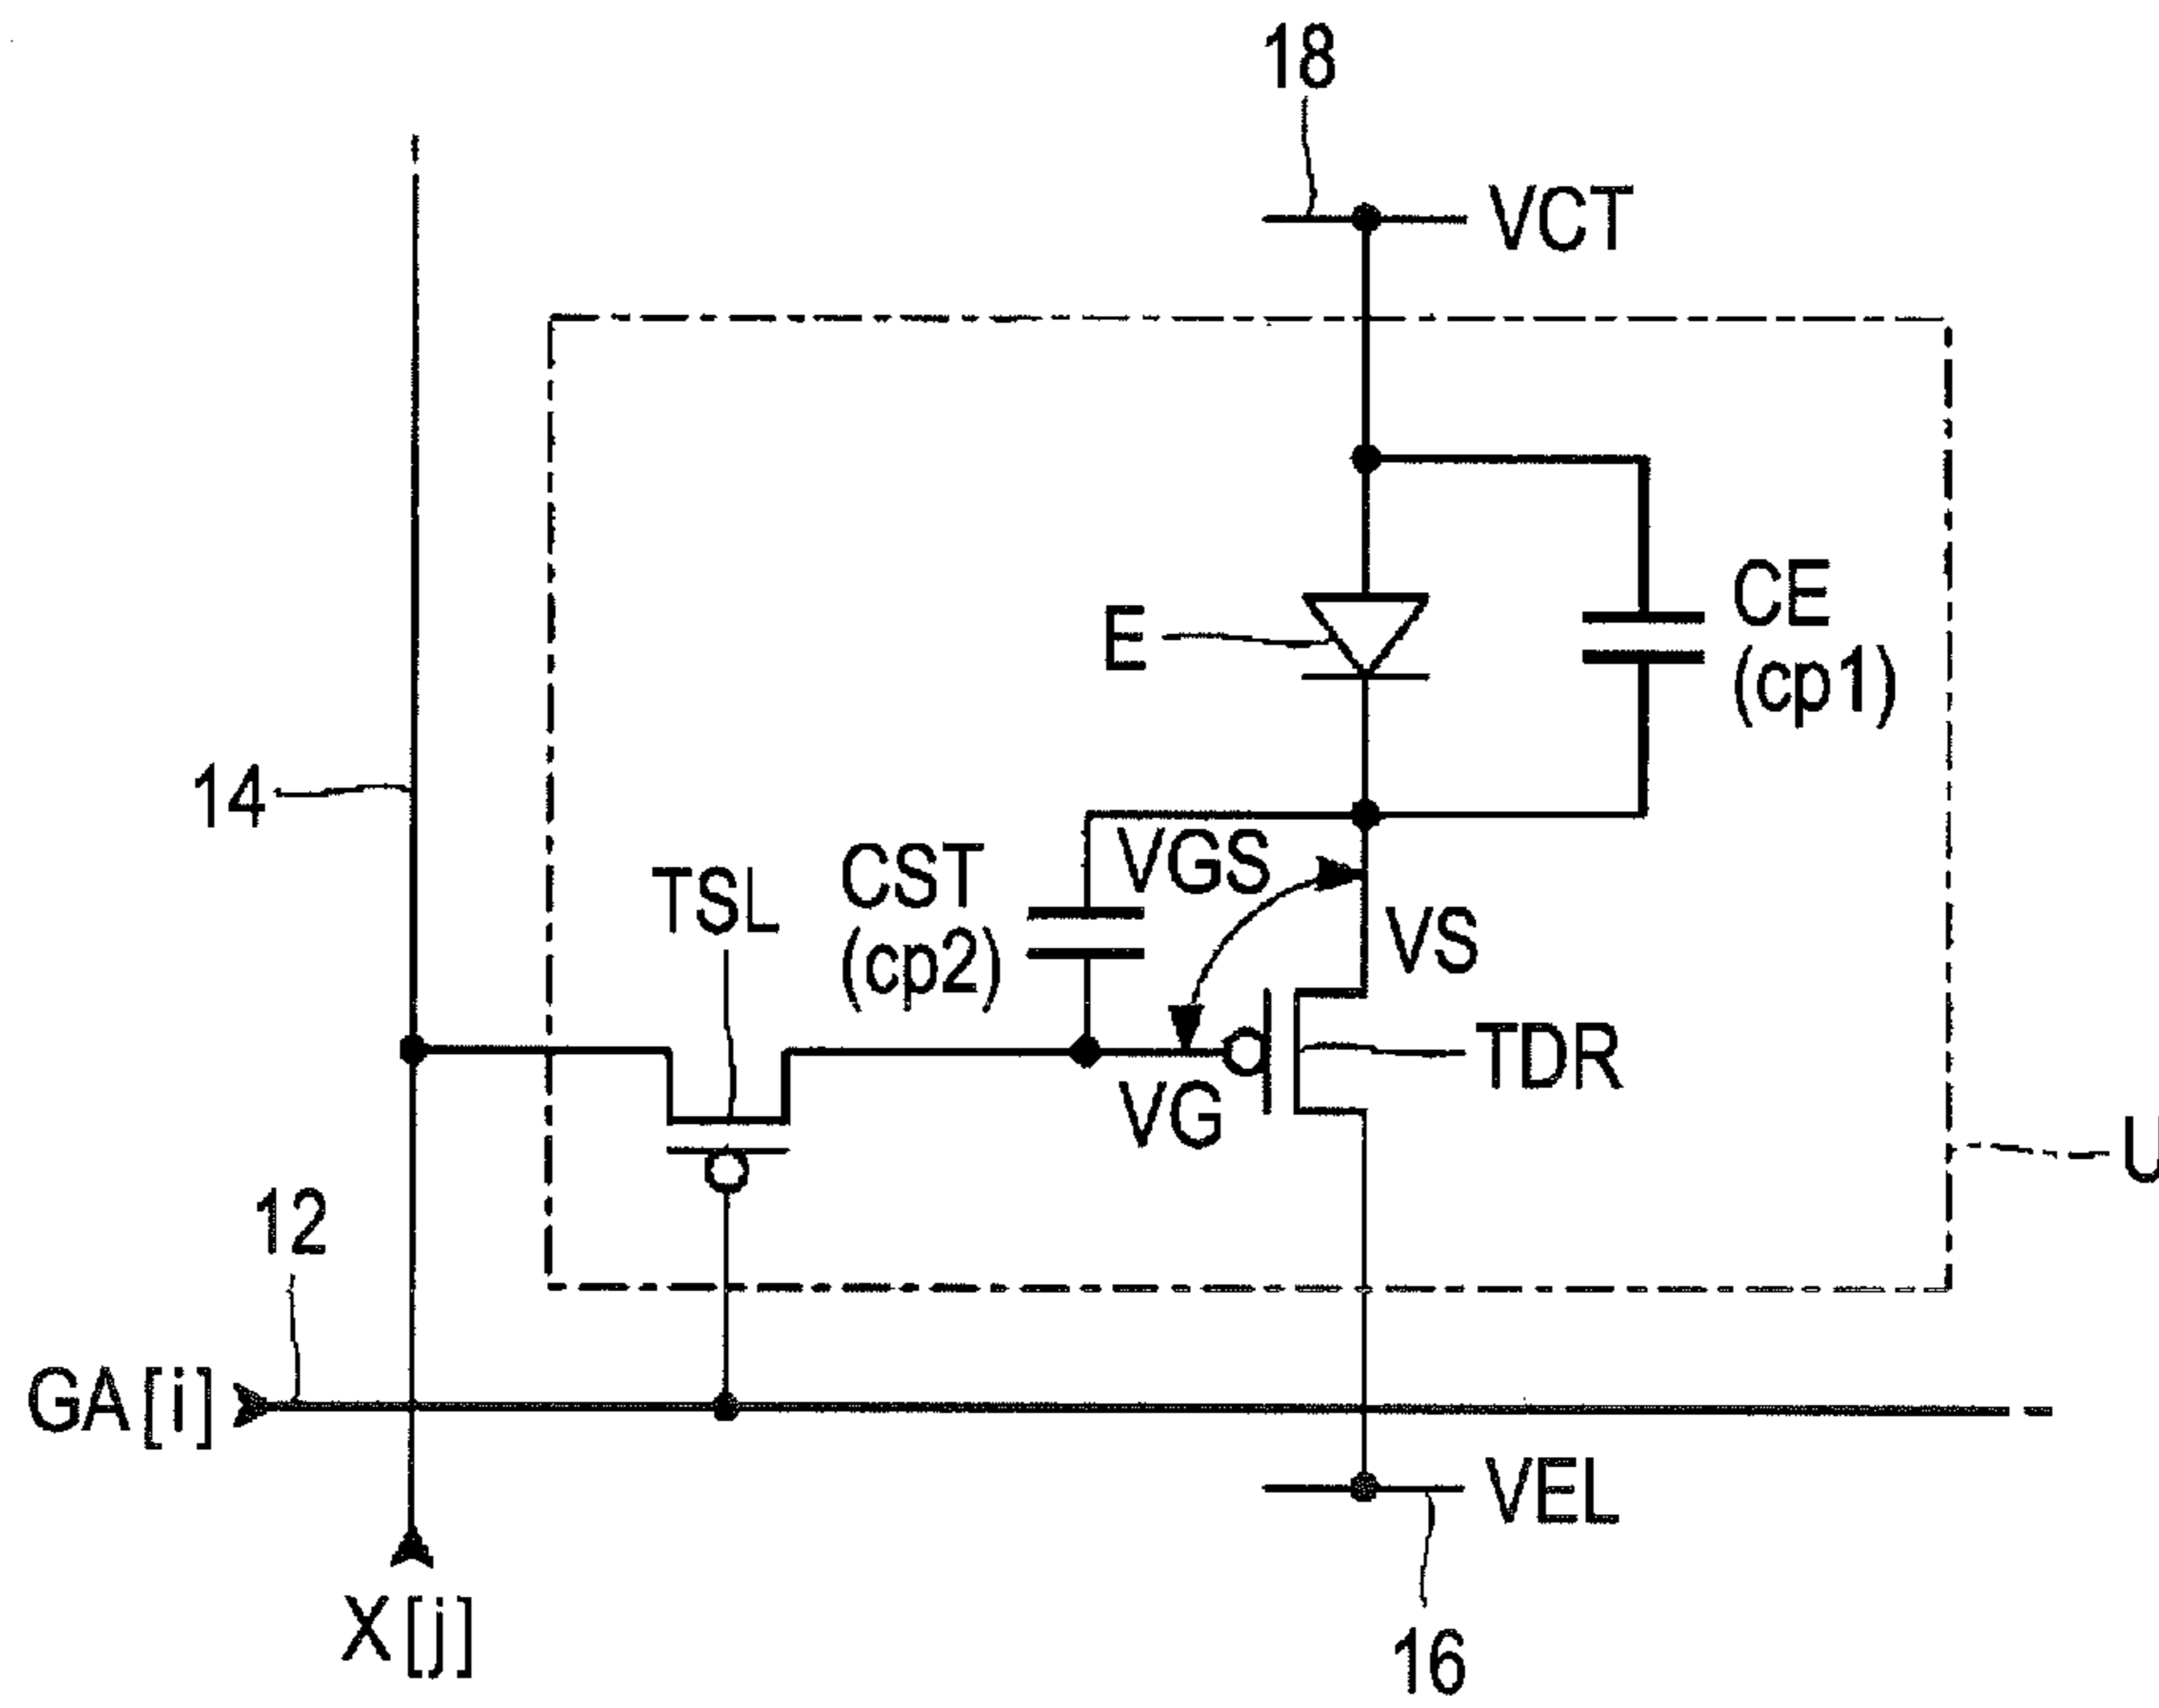 18
VCT
E
CE
(cp1)
14
TSL
CST
(cp2)
VGS
VS
TDR
VG
U
12
GA[i]
VEL
X[j]
16